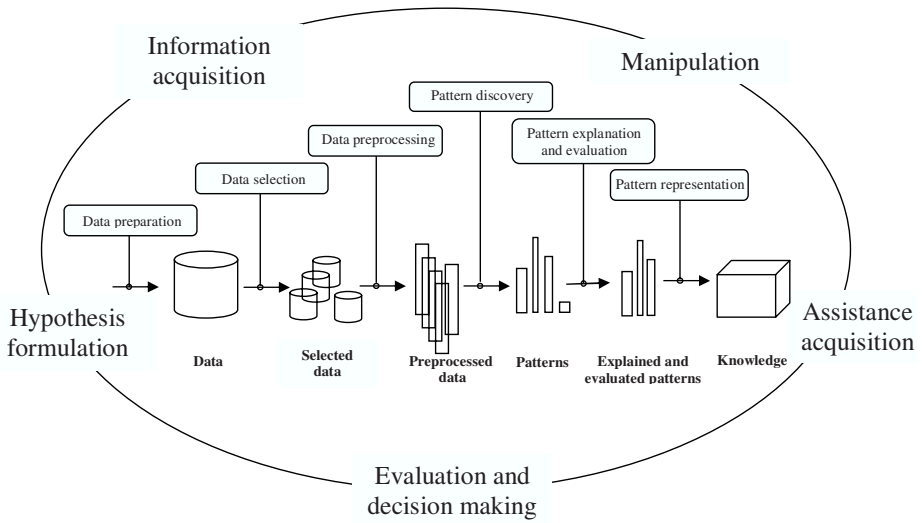 Information
acquisition
Manipulation
Pattern discovery
Data preprocessing
Pattern explanation
and evaluation
Data selection
Pattern representation
Data preparation
Hypothesis
formulation
Assistance
acquisition
Data
Selected
data
Preprocessed
data
Patterns
Explained and
evaluated patterns
Knowledge
Evaluation and
decision making